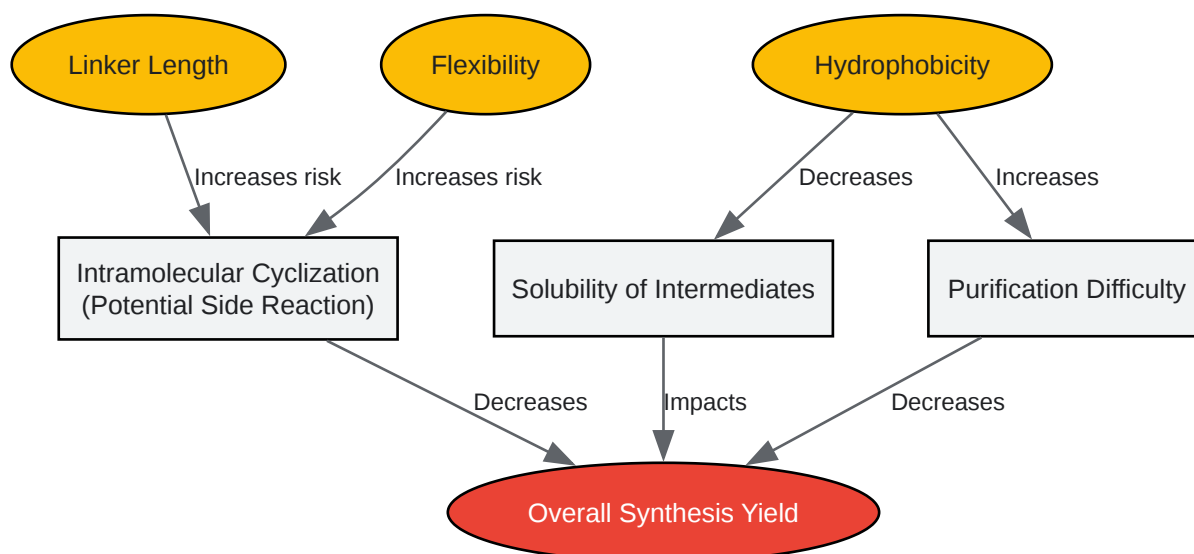 Linker Length
Flexibility
Hydrophobicity
Increases risk
Increases risk
Decreases
Increases
Intramolecular Cyclization
(Potential Side Reaction)
Solubility of Intermediates
Purification Difficulty
Decreases
Impacts
Decreases
Overall Synthesis Yield